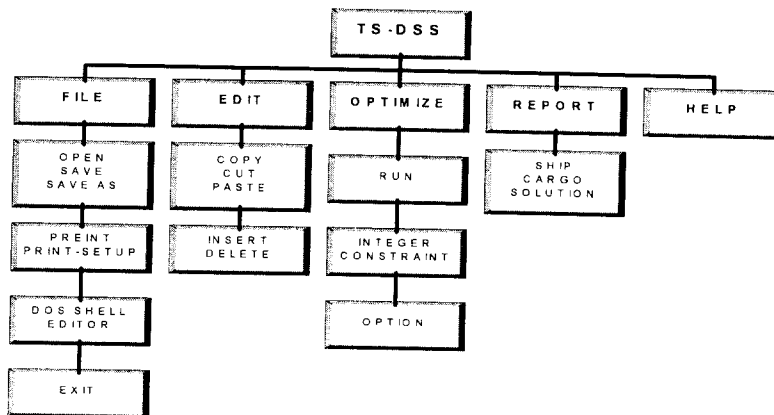 TS-DSS
FILE
EDIT
OPTIMIZE
REPORT
HELP
OPEN
SAVE
SAVE AS
COPY
CUT
PASTE
RUN
SHIP
CARGO
SOLUTION
PREINT
PRINT-SETUP
INSERT
DELETE
INTEGER
CONSTRAINT
DOS SHELL
EDITOR
OPTION
EXIT